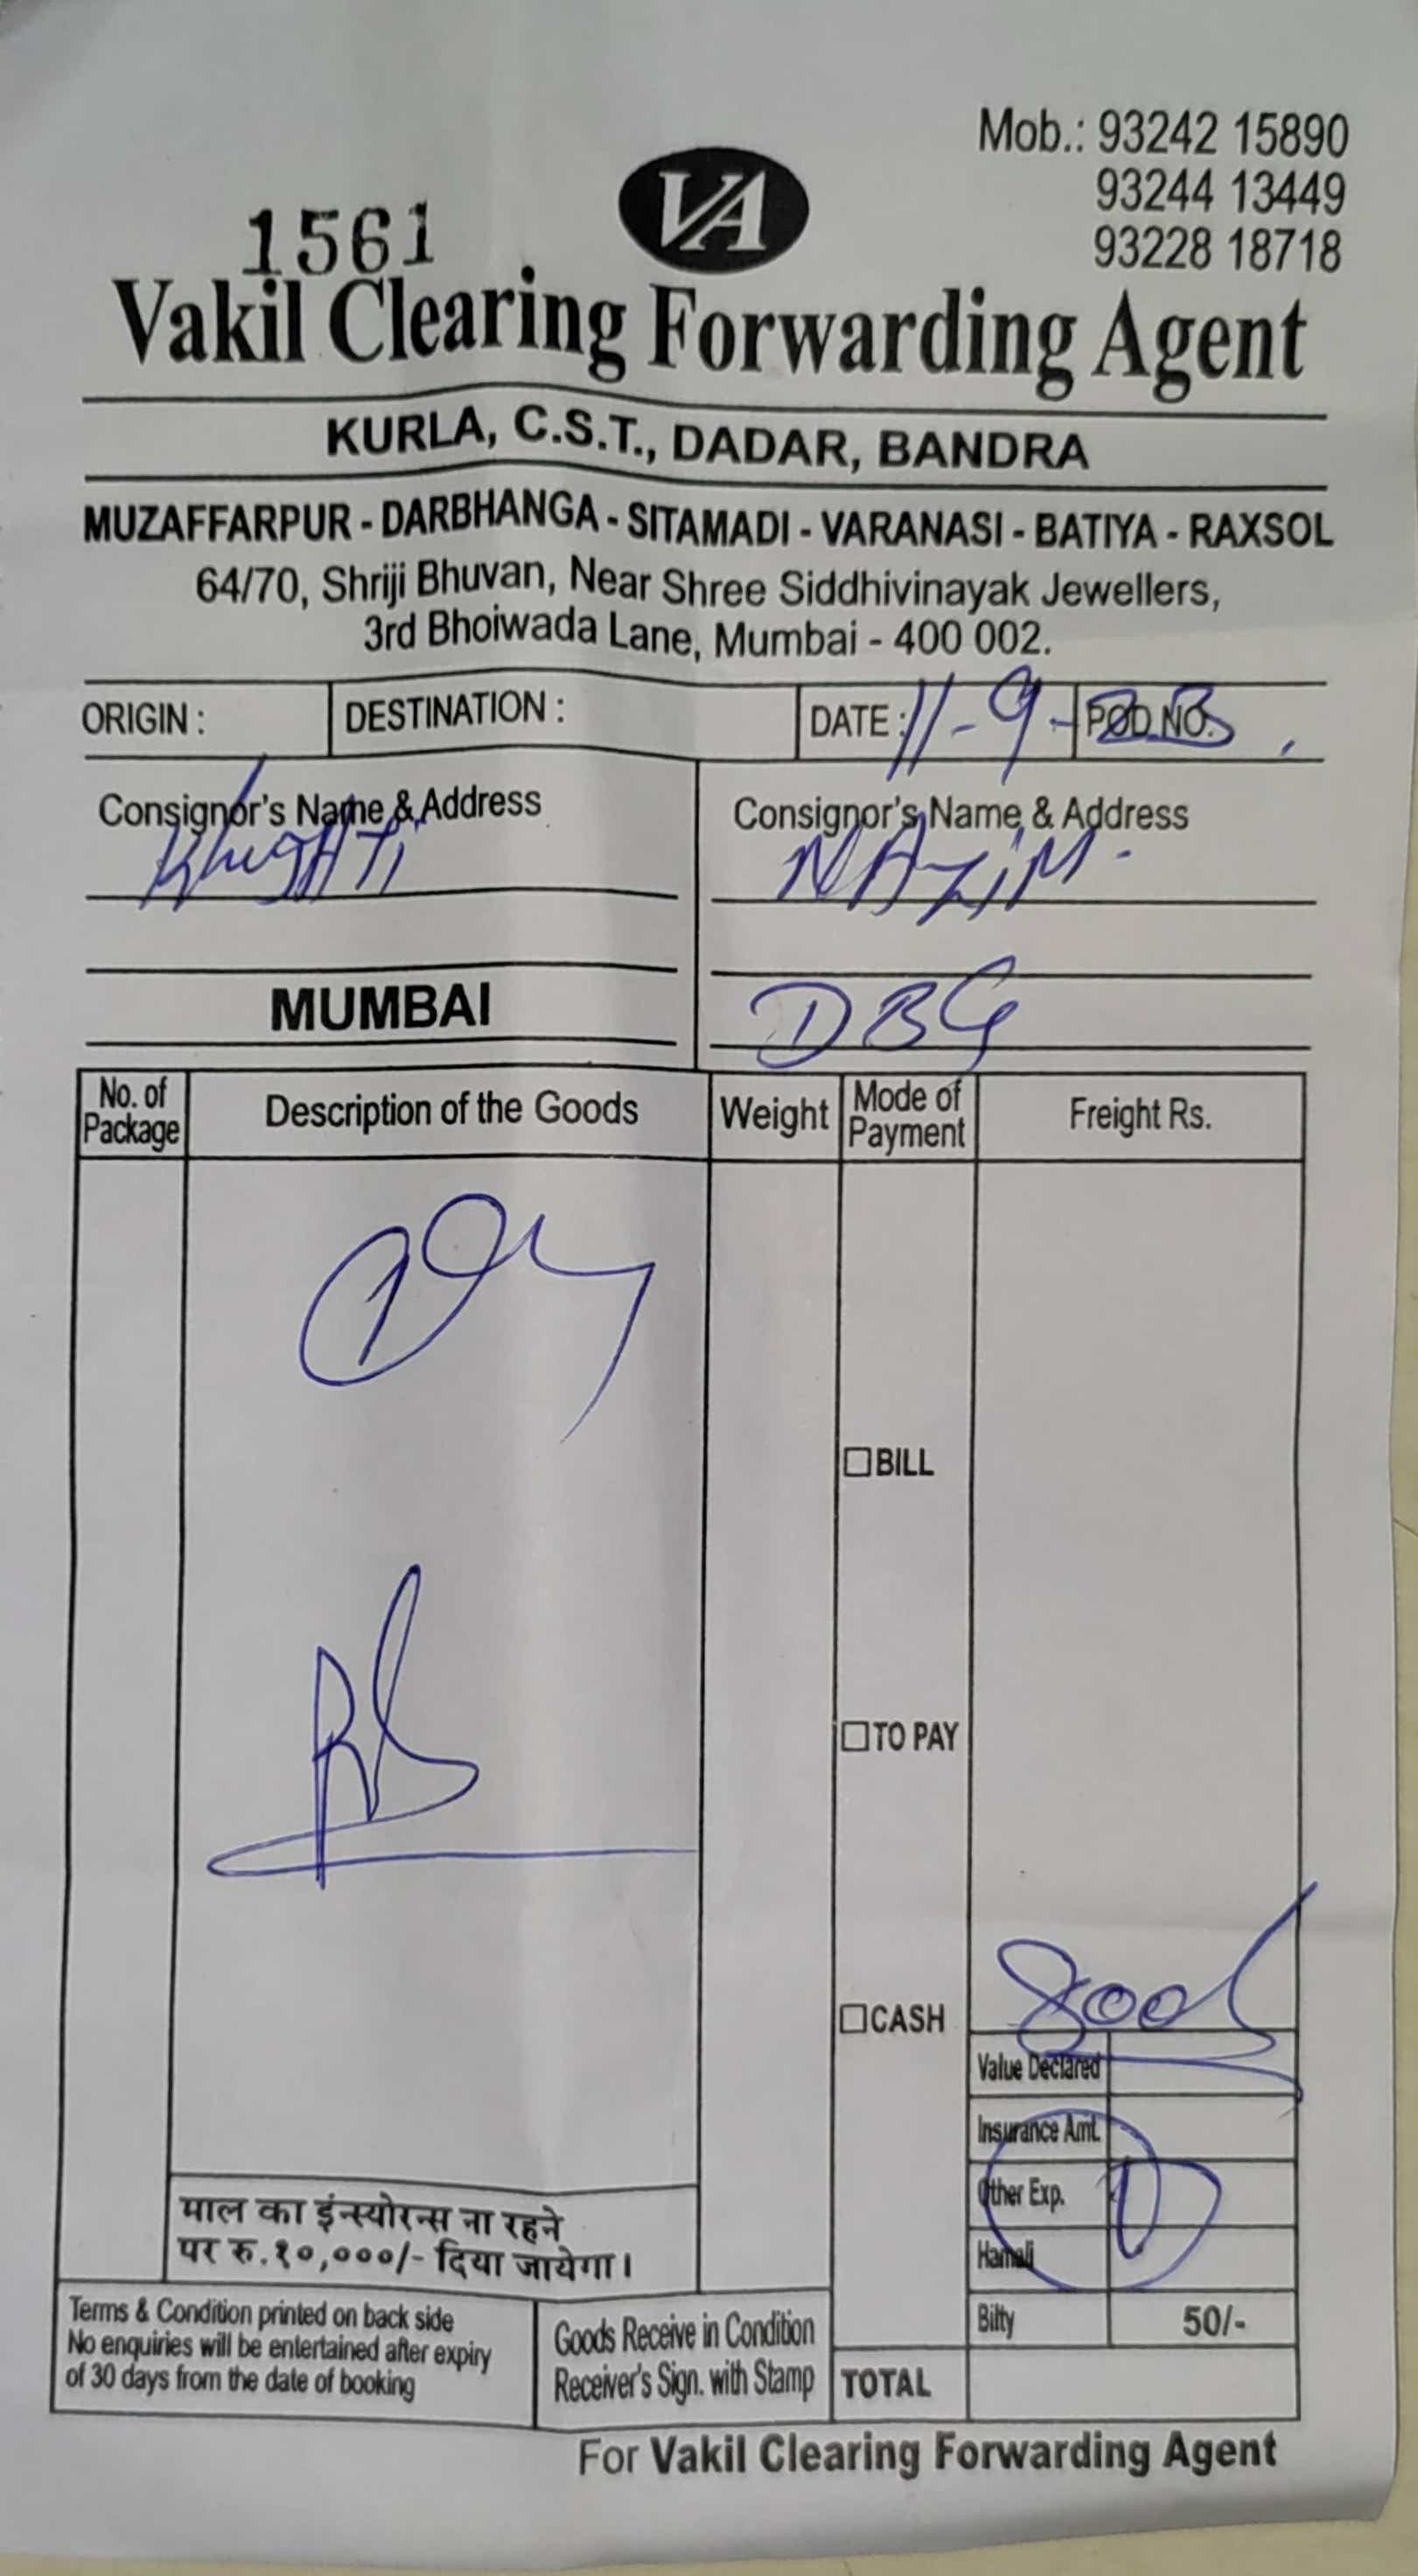 Mob.: 93242 15890
93244 13449
93228 18718
1561
VA
Vakil Clearing Forwarding Agent
KURLA, C.S.T., DADAR, BANDRA
MUZAFFARPUR - DARBHANGA - SITAMADI - VARANASI - BATIYA - RAXSOL
64/70, Shriji Bhuvan, Near Shree Siddhivinayak Jewellers,
3rd Bhoiwada Lane, Mumbai - 400 002.
ORIGIN : DESTINATION : DATE : 11-9-23 POD NO.
Consignor's Name & Address
MUMBAI
Consignor's Name & Address
NAZIM
DBG
No. of Package Description of the Goods Weight Mode of Payment Freight Rs.
BILL
TO PAY
CASH
Value Declared
Insurance Amt.
Other Exp.
Hamali
Bilty 50/-
TOTAL
माल का इंन्स्योरन्स ना रहने
पर रु.१०,०००/- दिया जायेगा।
Terms & Condition printed on back side
No enquiries will be entertained after expiry
of 30 days from the date of booking
Goods Receive in Condition
Receiver's Sign. with Stamp
For Vakil Clearing Forwarding Agent